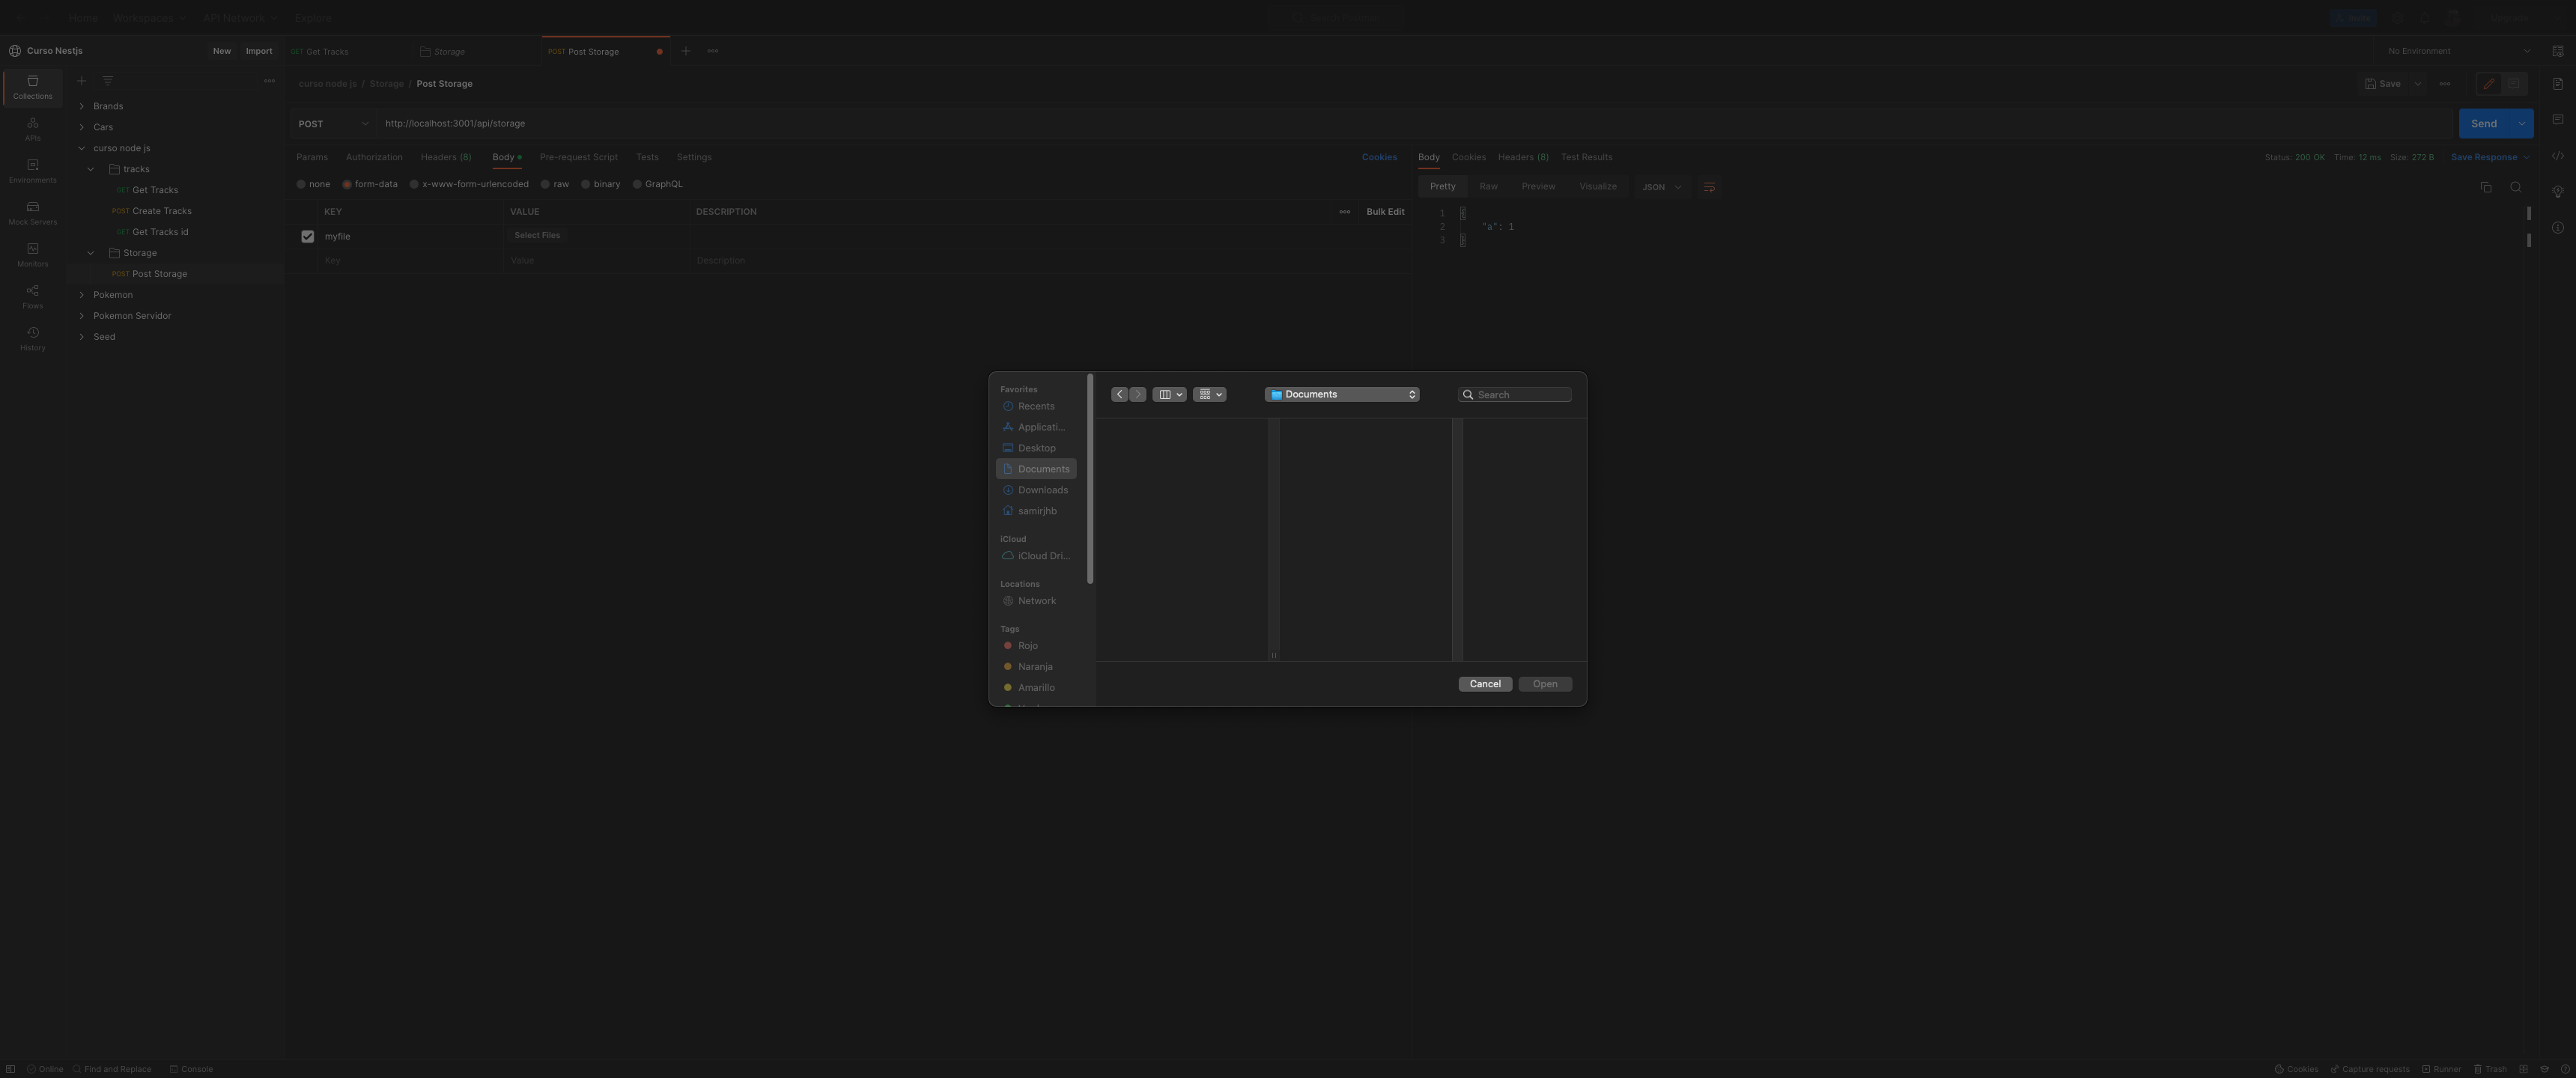 Home Workspaces API Network Explore
Curso Nestjs New Import GET Get Tracks Storage POST Post Storage No Environment
curso node js / Storage / Post Storage Save
Collections
Brands
Cars
POST http://localhost:3001/api/storage Send
APIs
curso node js
Params Authorization Headers (8) Body Pre-request Script Tests Settings Cookies
Body Cookies Headers (8) Test Results Status: 200 OK Time: 12 ms Size: 272 B Save Response
tracks
Environments
none form-data x-www-form-urlencoded raw binary GraphQL
Pretty Raw Preview Visualize JSON
GET Get Tracks
POST Create Tracks
KEY VALUE DESCRIPTION Bulk Edit
1
2 "a": 1
3
Mock Servers
GET Get Tracks id
myfile Select Files
Storage
Key Value Description
Monitors
POST Post Storage
Pokemon
Flows
Pokemon Servidor
Seed
History
Favorites
Recents
Applicati...
Desktop
Documents
Downloads
samirjhb
iCloud
iCloud Dri...
Locations
Network
Tags
Rojo
Naranja
Amarillo
Documents Search
Cancel Open
Online Find and Replace Console Cookies Capture requests Runner Trash